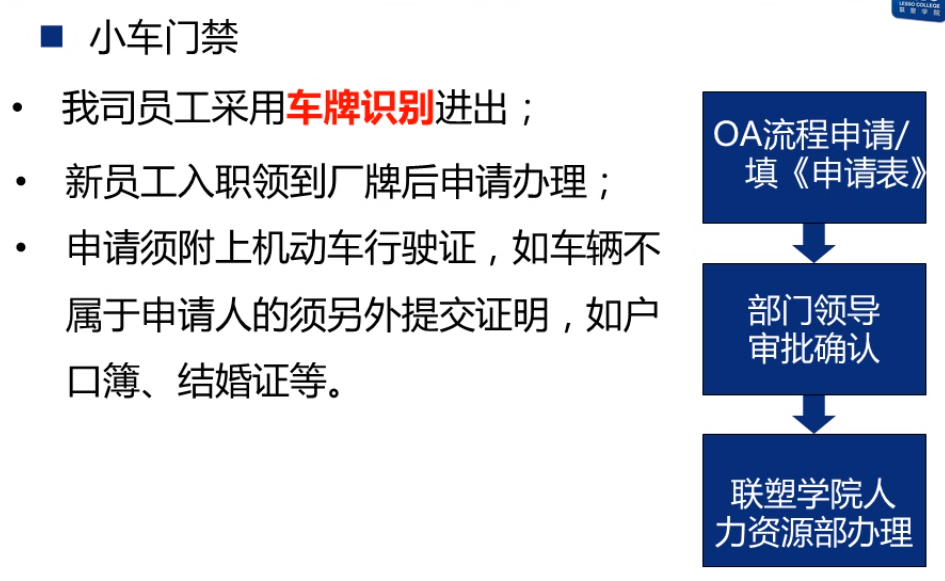 LESSO COLLEGE
联塑学院
小车门禁
我司员工采用车牌识别进出；
新员工入职领到厂牌后申请办理；
申请须附上机动车行驶证，如车辆不
属于申请人的须另外提交证明，如户
口簿、结婚证等。
OA流程申请/
填《申请表》
部门领导
审批确认
联塑学院人
力资源部办理